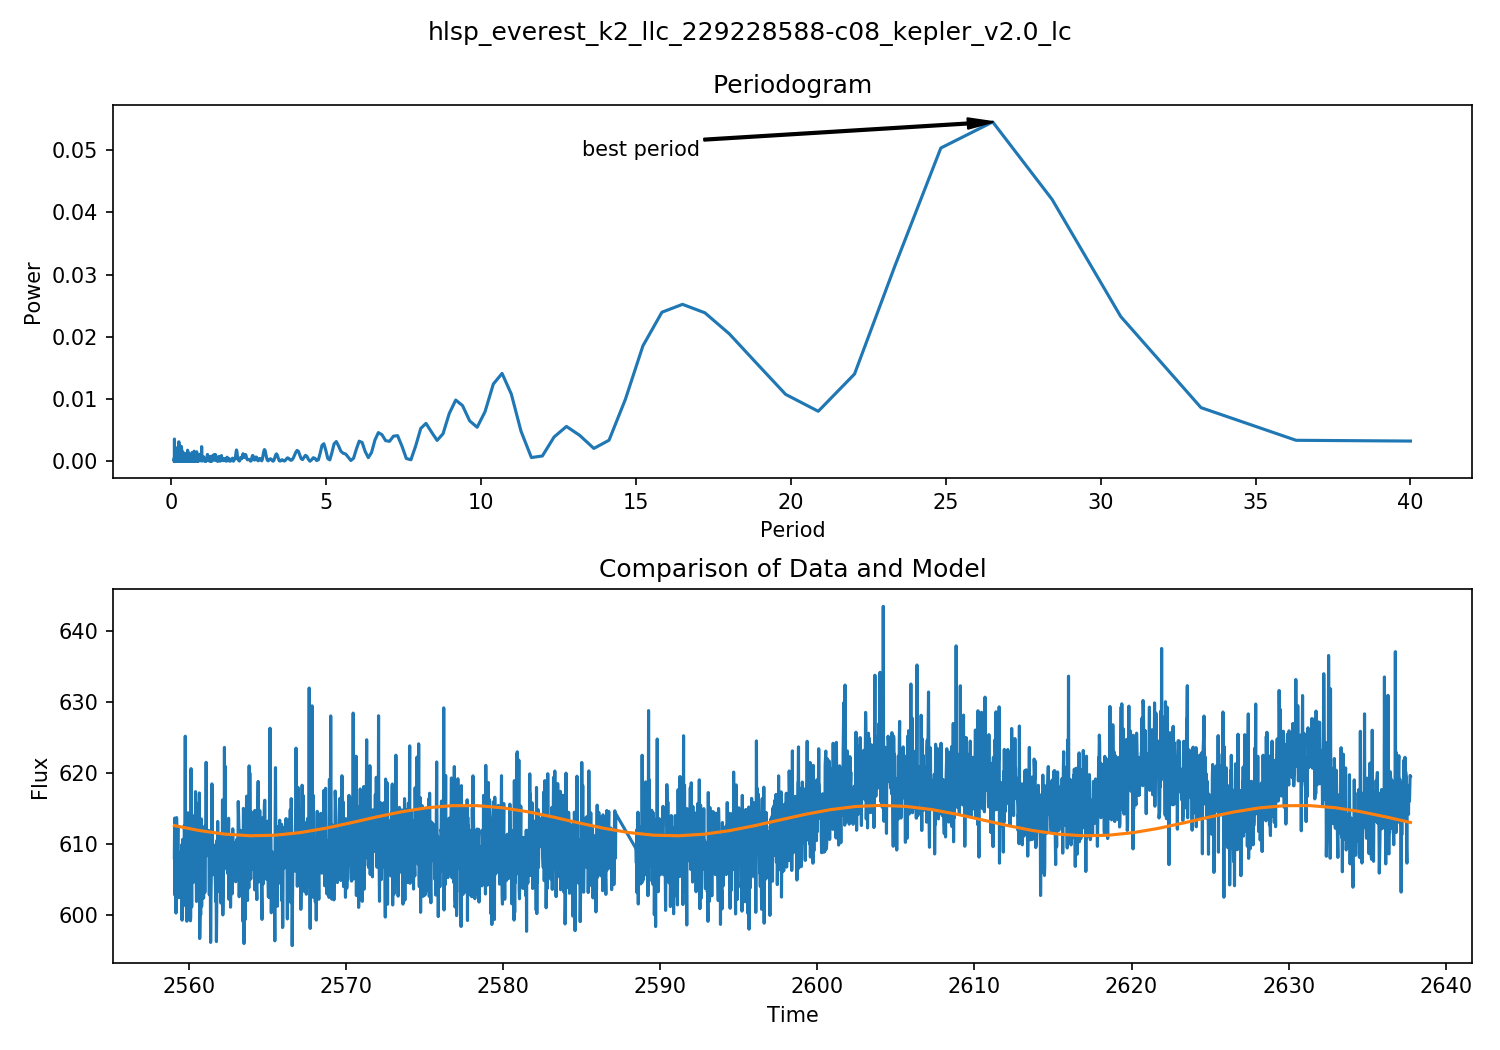 hlsp_everest_k2_llc_229228588-c08_kepler_v2.0_lc
Periodogram
best period
Power
0.05
0.04
0.03
0.02
0.01
0.00
0 5 10 15 20 25 30 35 40
Period
Comparison of Data and Model
Flux
640
630
620
610
600
2560 2570 2580 2590 2600 2610 2620 2630 2640
Time